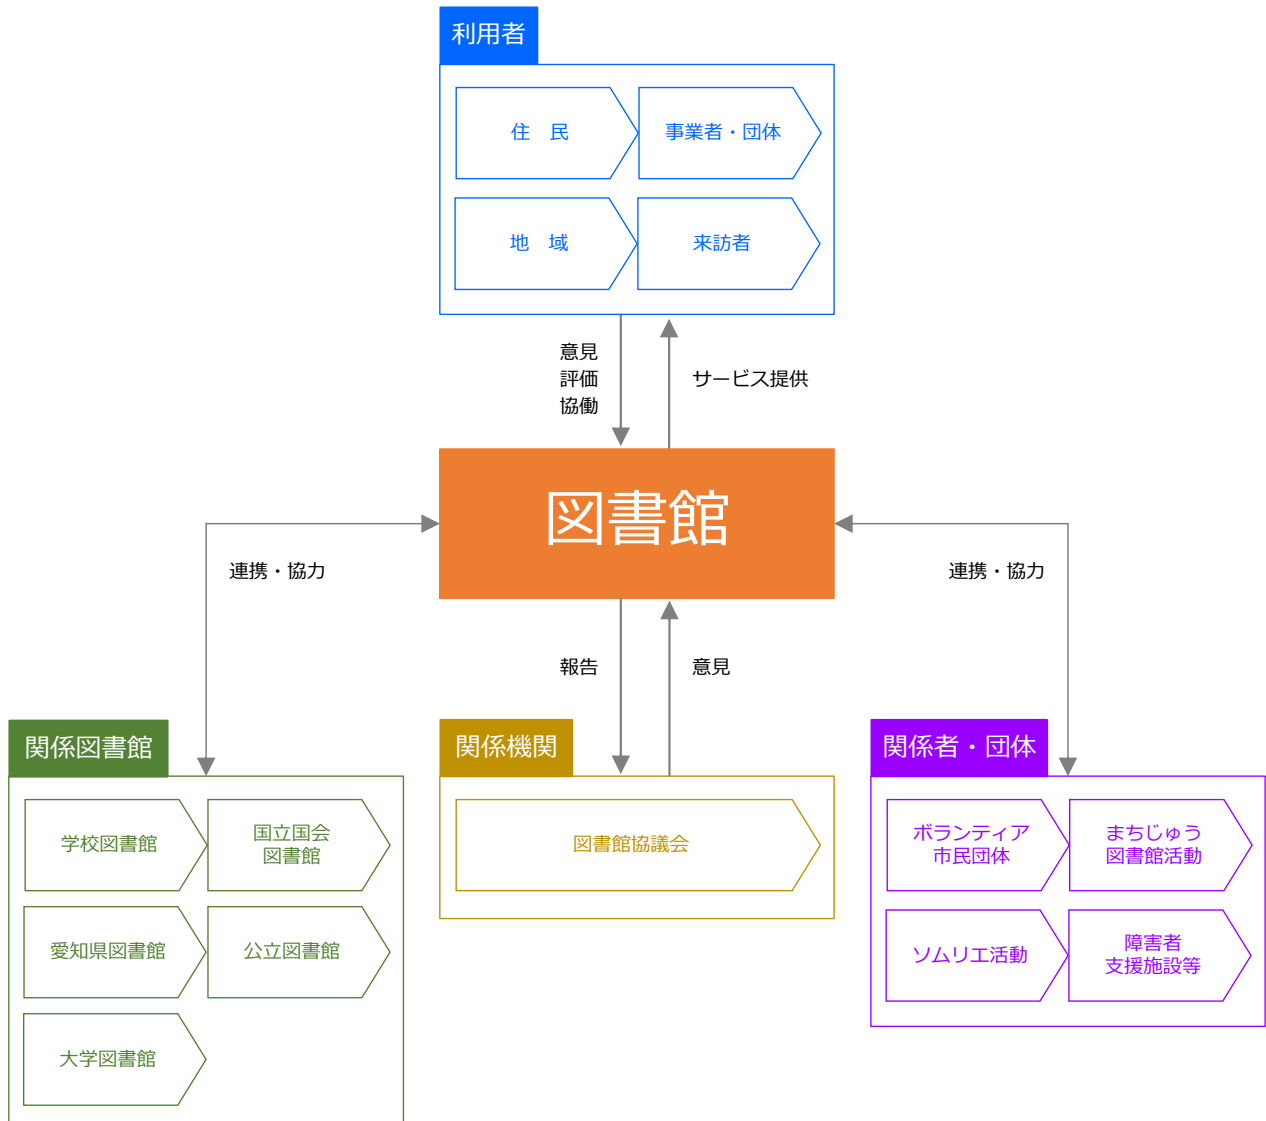 利用者
住　民
事業者・団体
地　域
来訪者
意見
評価
協働
サービス提供
図書館
連携・協力
連携・協力
報告
意見
関係図書館
学校図書館
国立国会
図書館
愛知県図書館
公立図書館
大学図書館
関係機関
図書館協議会
関係者・団体
ボランティア
市民団体
まちじゅう
図書館活動
ソムリエ活動
障害者
支援施設等